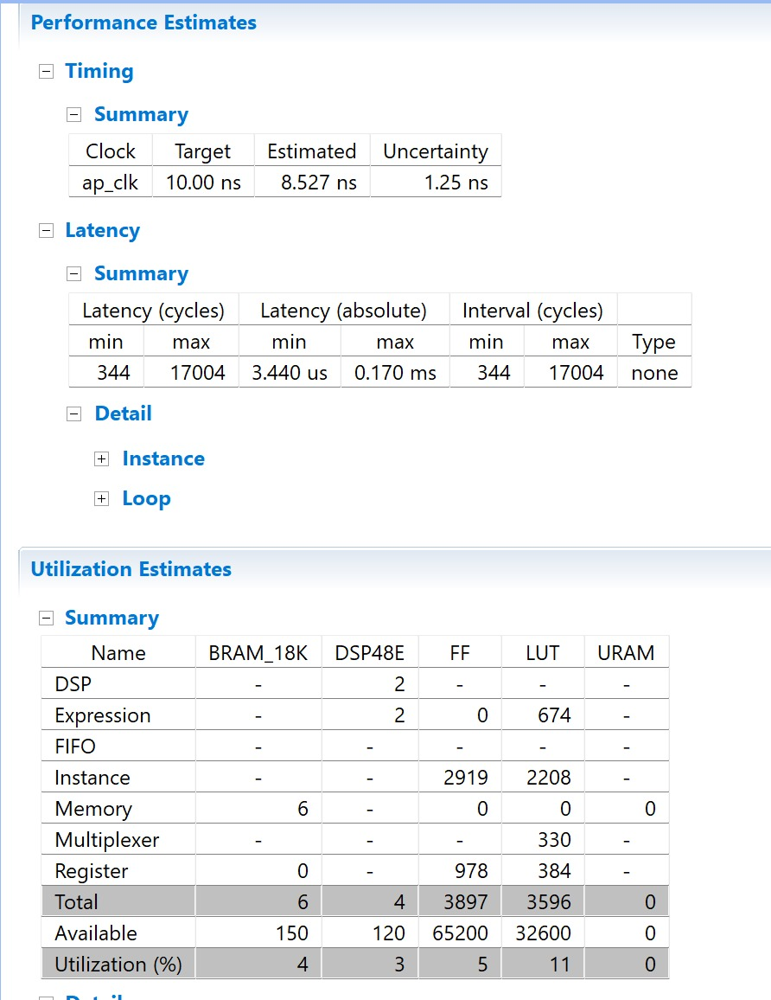 Performance Estimates
Timing
Summary
Clock Target Estimated Uncertainty
ap_clk 10.00 ns 8.527 ns 1.25 ns
Latency
Summary
Latency (cycles) Latency (absolute) Interval (cycles)
min max min max min max Type
344 17004 3.440 us 0.170 ms 344 17004 none
Detail
Instance
Loop
Utilization Estimates
Summary
Name BRAM_18K DSP48E FF LUT URAM
DSP - 2 - - -
Expression - 2 0 674 -
FIFO - - - - -
Instance - - 2919 2208 -
Memory 6 - 0 0 0
Multiplexer - - - 330 -
Register 0 - 978 384 -
Total 6 4 3897 3596 0
Available 150 120 65200 32600 0
Utilization (%) 4 3 5 11 0
Detail